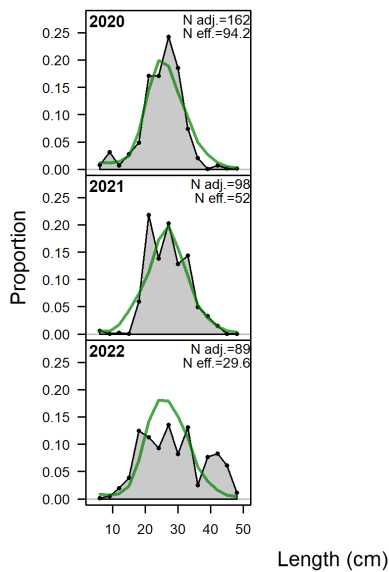 2020
N adj.=162
N eff.=94.2
0.25
0.20
0.15
0.10
0.05
0.00
2021
N adj.=98
N eff.=52
0.25
0.20
0.15
0.10
0.05
0.00
2022
N adj.=89
N eff.=29.6
0.25
0.20
0.15
0.10
0.05
0.00
Proportion
10 20 30 40 50
Length (cm)